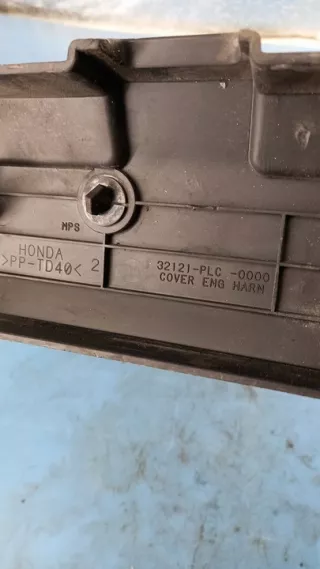 MPS
HONDA
>PP-TD40< 2
32121-PLC -0000
COVER ENG HARN